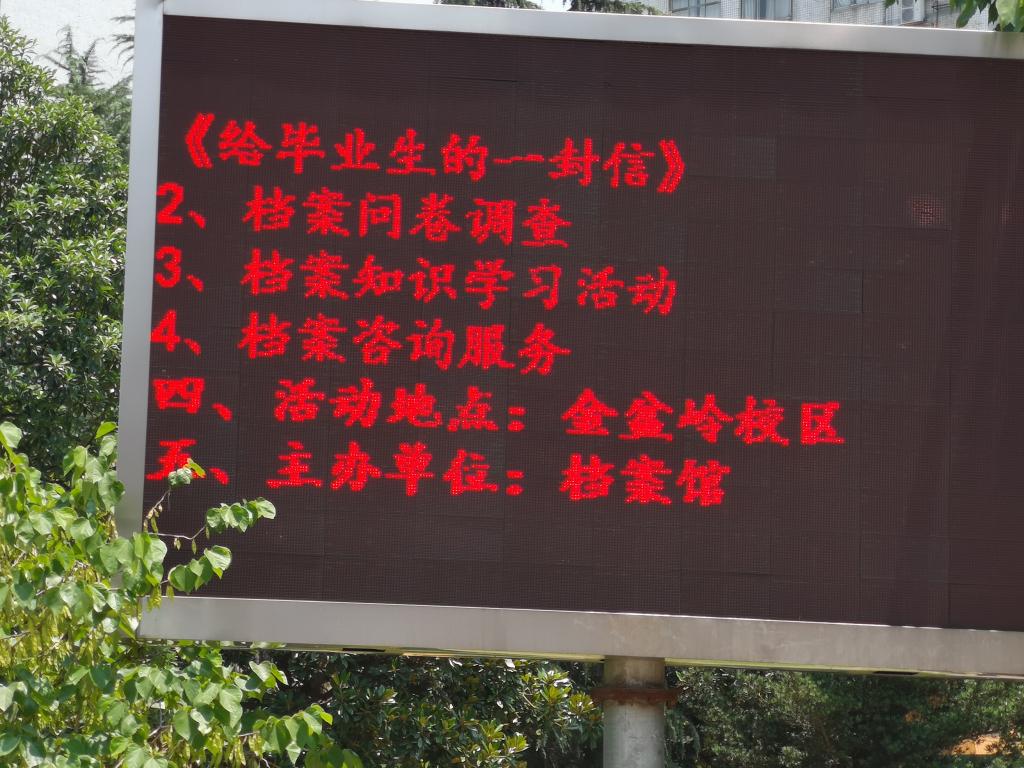 《给毕业生的一封信》
2、档案问卷调查
3、档案知识学习活动
4、档案咨询服务
四、活动地点：金盆岭校区
五、主办单位：档案馆